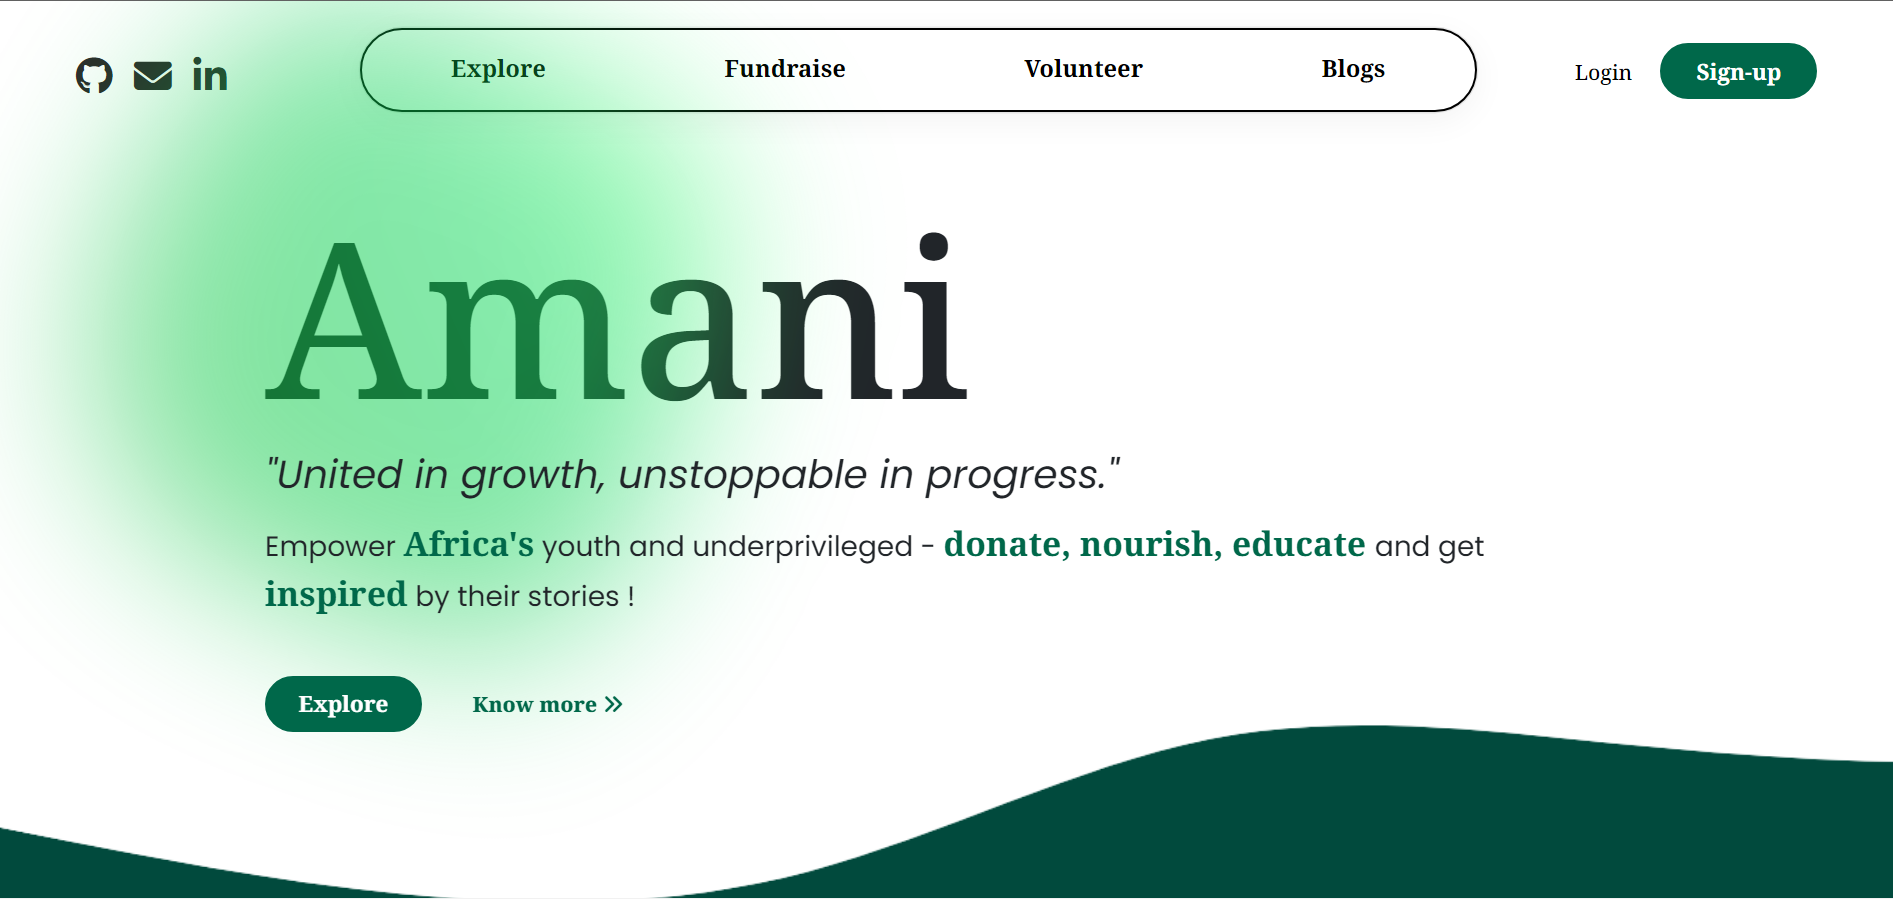 Explore
Fundraise
Volunteer
Blogs
Login
Sign-up
Amani
"United in growth, unstoppable in progress."
Empower Africa's youth and underprivileged - donate, nourish, educate and get
inspired by their stories !
Explore
Know more